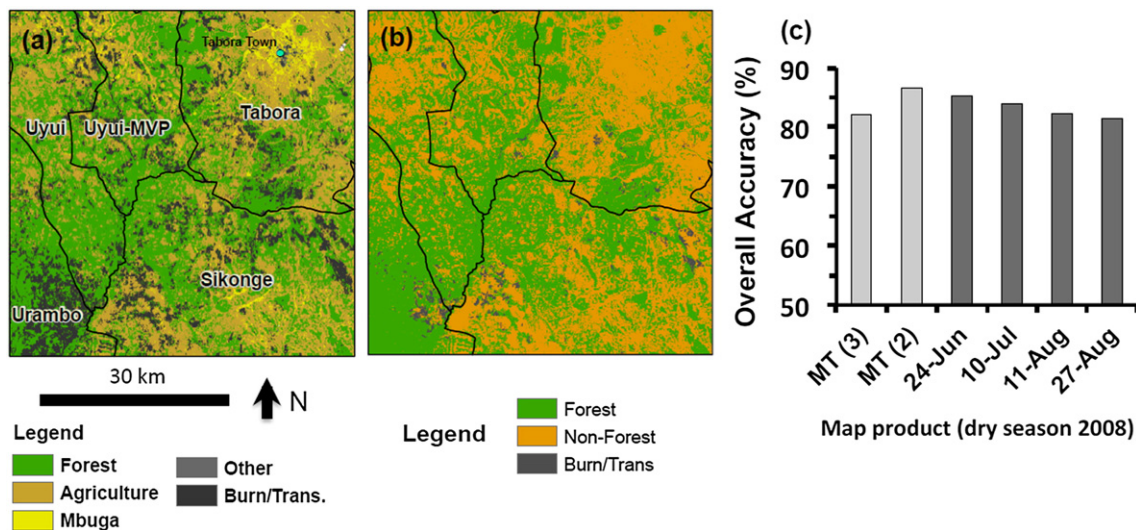 (a)
Tabora Town
Tabora
Uyui
Uyui-MVP
Sikonge
Urambo
(b)
(c)
Overall Accuracy (%)
90
80
70
60
50
MT (3)
MT (2)
24-Jun
10-Jul
11-Aug
27-Aug
Map product (dry season 2008)
30 km
N
Legend
Forest
Agriculture
Mbuga
Other
Burn/Trans.
Legend
Forest
Non-Forest
Burn/Trans